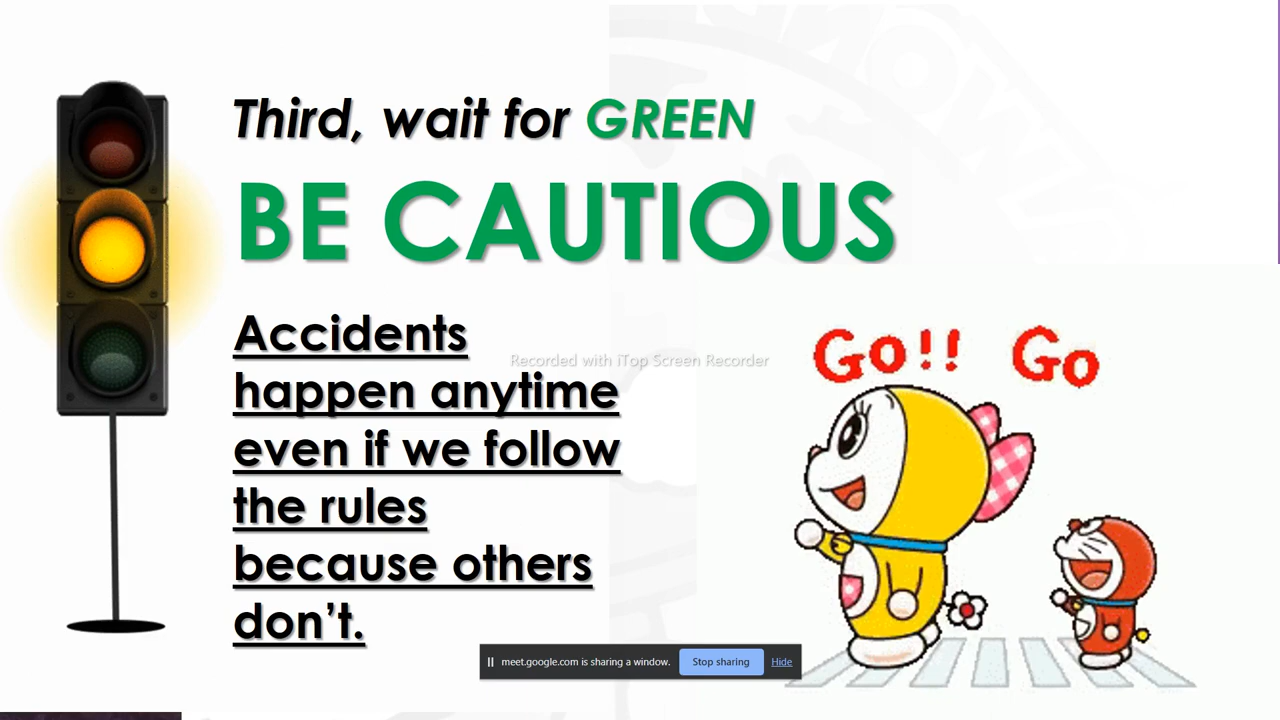 Third, wait for GREEN
BE CAUTIOUS
Accidents
happen anytime
even if we follow
the rules
because others
don’t.
Recorded with iTop Screen Recorder
Go!! Go
meet.google.com is sharing a window. Stop sharing Hide